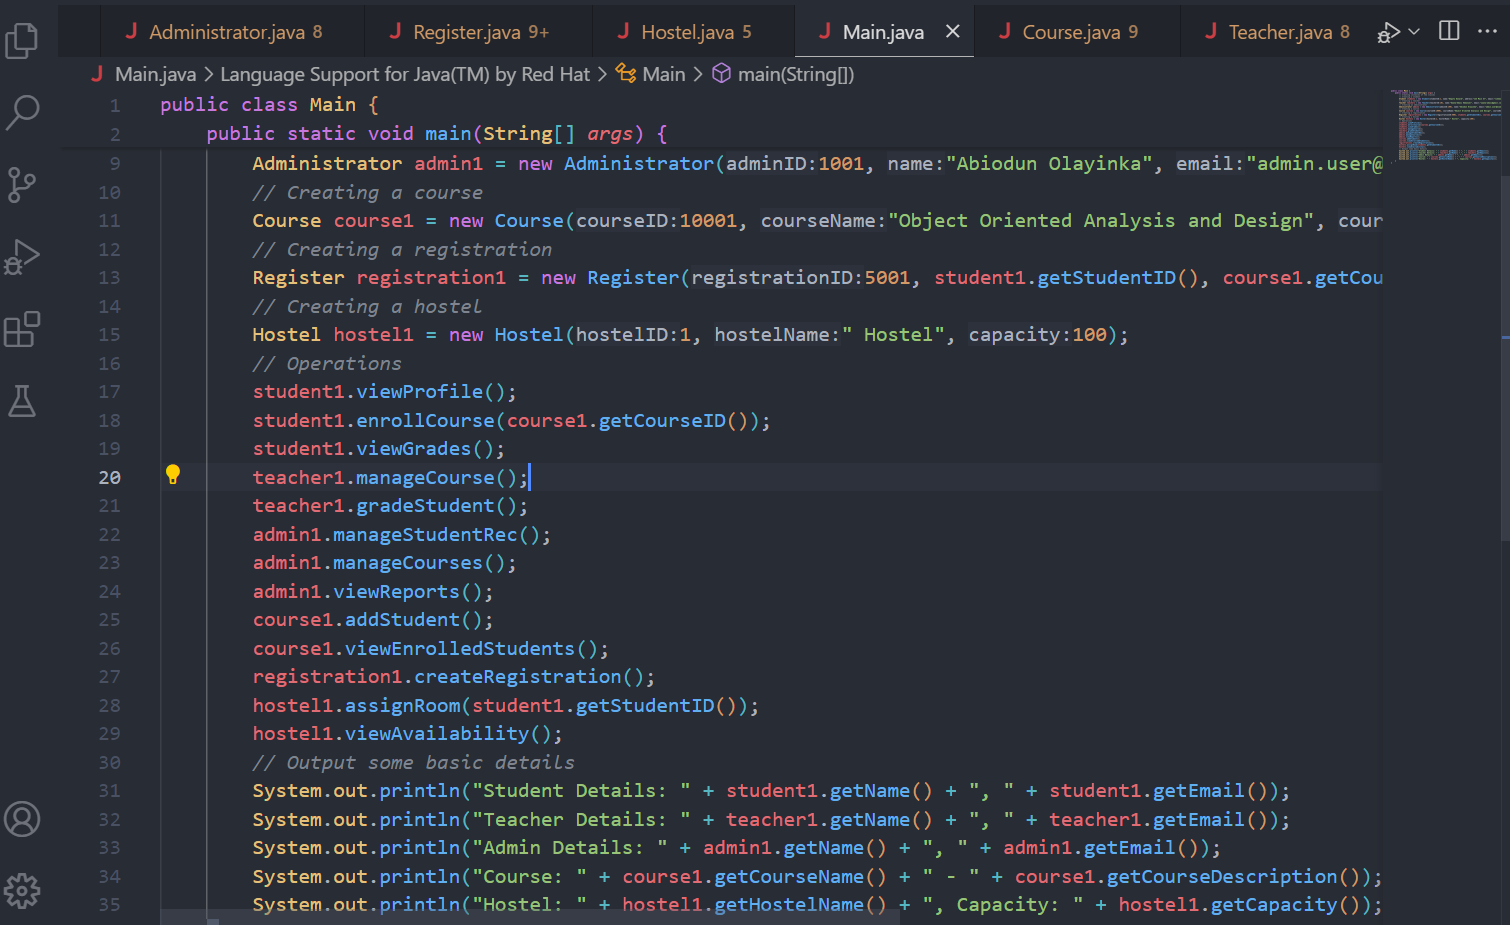 J Administrator.java 8 J Register.java 9+ J Hostel.java 5 J Main.java J Course.java 9 J Teacher.java 8
J Main.java > Language Support for Java(TM) by Red Hat > Main > main(String[])
1 public class Main {
2 public static void main(String[] args) {
9 Administrator admin1 = new Administrator(adminID:1001, name:"Abiodun Olayinka", email:"admin.user@
10 // Creating a course
11 Course course1 = new Course(courseID:10001, courseName:"Object Oriented Analysis and Design", cour
12 // Creating a registration
13 Register registration1 = new Register(registrationID:5001, student1.getStudentID(), course1.getCou
14 // Creating a hostel
15 Hostel hostel1 = new Hostel(hostelID:1, hostelName:" Hostel", capacity:100);
16 // Operations
17 student1.viewProfile();
18 student1.enrollCourse(course1.getCourseID());
19 student1.viewGrades();
20 teacher1.manageCourse();
21 teacher1.gradeStudent();
22 admin1.manageStudentRec();
23 admin1.manageCourses();
24 admin1.viewReports();
25 course1.addStudent();
26 course1.viewEnrolledStudents();
27 registration1.createRegistration();
28 hostel1.assignRoom(student1.getStudentID());
29 hostel1.viewAvailability();
30 // Output some basic details
31 System.out.println("Student Details: " + student1.getName() + ", " + student1.getEmail());
32 System.out.println("Teacher Details: " + teacher1.getName() + ", " + teacher1.getEmail());
33 System.out.println("Admin Details: " + admin1.getName() + ", " + admin1.getEmail());
34 System.out.println("Course: " + course1.getCourseName() + " - " + course1.getCourseDescription());
35 System.out.println("Hostel: " + hostel1.getHostelName() + ", Capacity: " + hostel1.getCapacity());